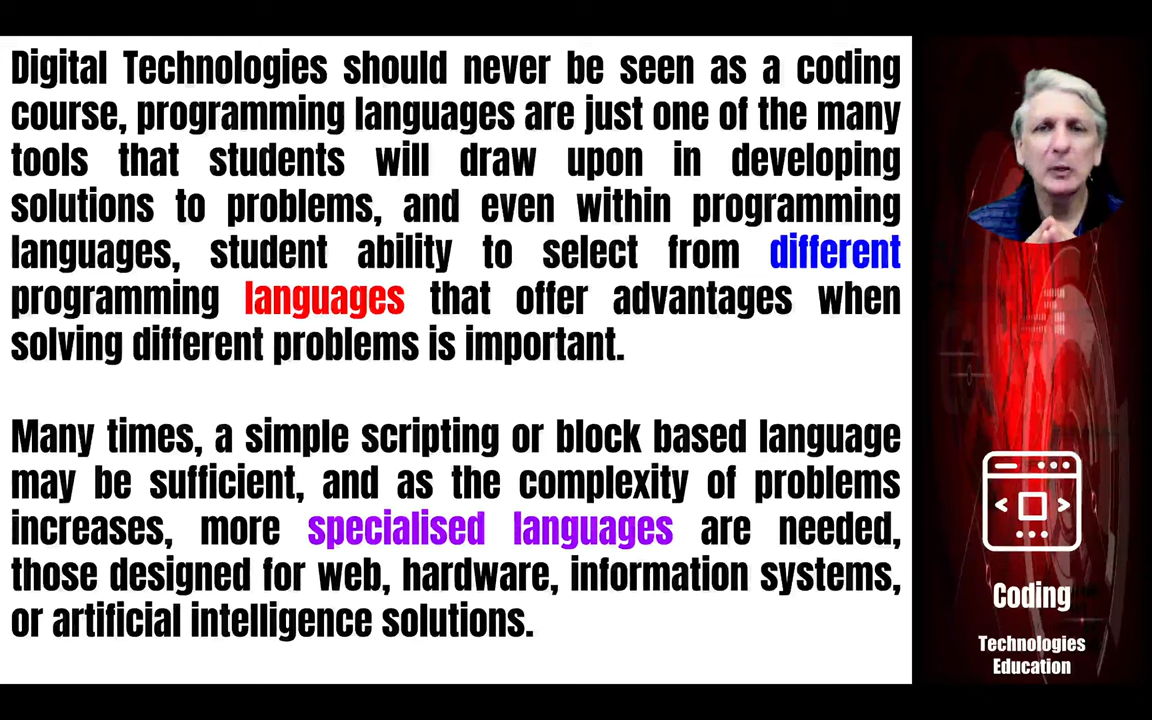 Digital Technologies should never be seen as a coding
course, programming languages are just one of the many
tools that students will draw upon in developing
solutions to problems, and even within programming
languages, student ability to select from different
programming languages that offer advantages when
solving different problems is important.
Many times, a simple scripting or block based language
may be sufficient, and as the complexity of problems
increases, more specialised languages are needed,
those designed for web, hardware, information systems,
or artificial intelligence solutions.
Coding
Technologies
Education